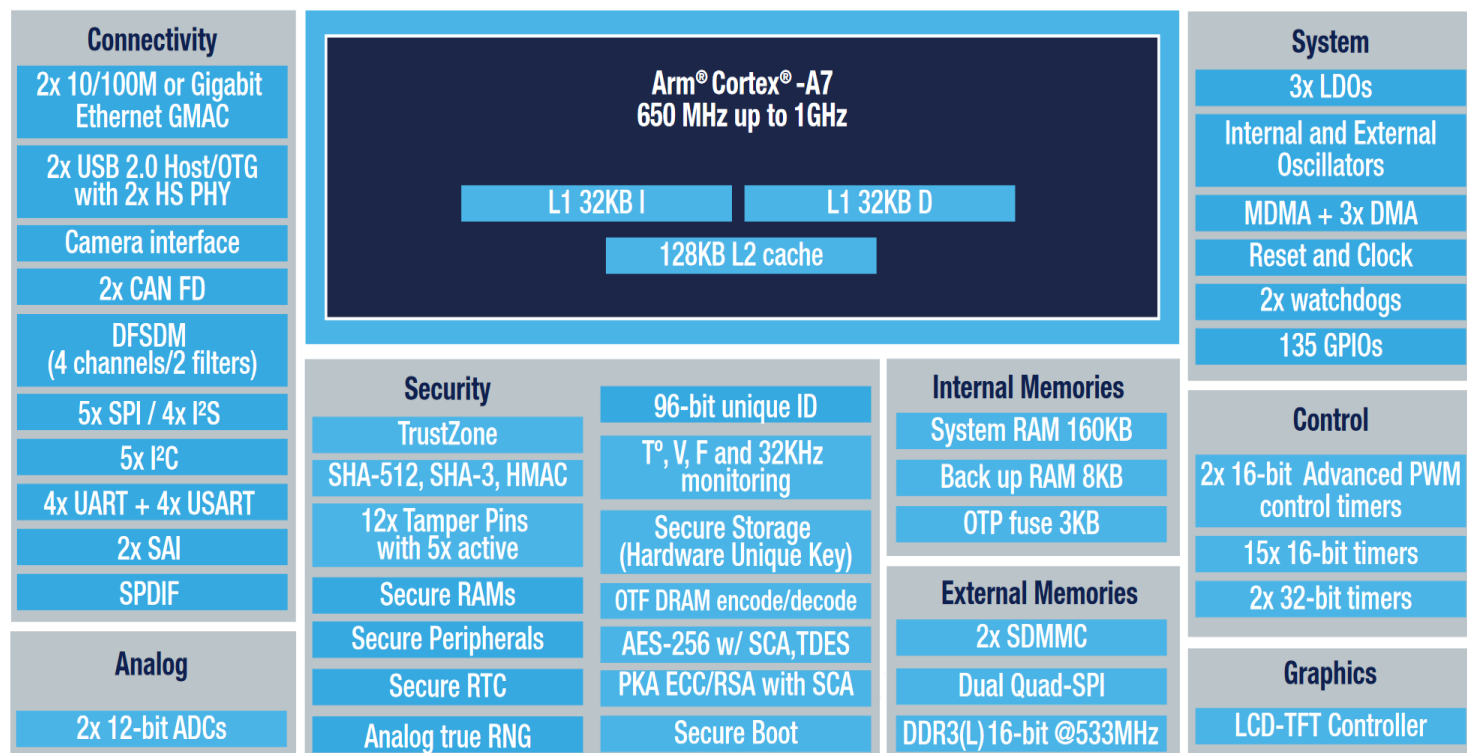 Connectivity
2x 10/100M or Gigabit
Ethernet GMAC
2x USB 2.0 Host/OTG
with 2x HS PHY
Camera interface
2x CAN FD
DFSDM
(4 channels/2 filters)
5x SPI / 4x I²S
5x I²C
4x UART + 4x USART
2x SAI
SPDIF
Analog
2x 12-bit ADCs
Arm® Cortex® -A7
650 MHz up to 1GHz
L1 32KB I
L1 32KB D
128KB L2 cache
Security
TrustZone
SHA-512, SHA-3, HMAC
12x Tamper Pins
with 5x active
Secure RAMs
Secure Peripherals
Secure RTC
Analog true RNG
96-bit unique ID
Tº, V, F and 32KHz
monitoring
Secure Storage
(Hardware Unique Key)
OTF DRAM encode/decode
AES-256 w/ SCA,TDES
PKA ECC/RSA with SCA
Secure Boot
Internal Memories
System RAM 160KB
Back up RAM 8KB
OTP fuse 3KB
External Memories
2x SDMMC
Dual Quad-SPI
DDR3(L) 16-bit @533MHz
System
3x LDOs
Internal and External
Oscillators
MDMA + 3x DMA
Reset and Clock
2x watchdogs
135 GPIOs
Control
2x 16-bit Advanced PWM
control timers
15x 16-bit timers
2x 32-bit timers
Graphics
LCD-TFT Controller